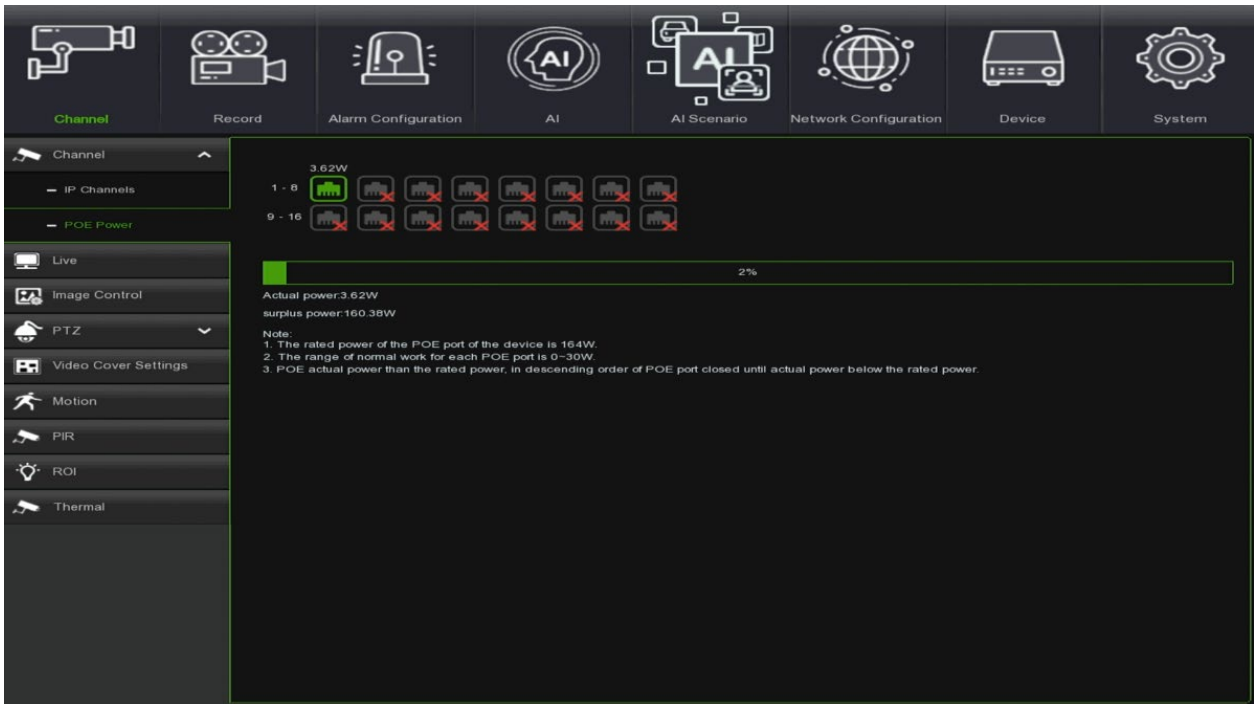 AI
AI
Channel Record Alarm Configuration AI AI Scenario Network Configuration Device System
Channel
IP Channels
POE Power
Live
Image Control
PTZ
Video Cover Settings
Motion
PIR
ROI
Thermal
3.62W
1 - 8
9 - 16
2%
Actual power:3.62W
surplus power:160.38W
Note:
1. The rated power of the POE port of the device is 164W.
2. The range of normal work for each POE port is 0~30W.
3. POE actual power than the rated power, in descending order of POE port closed until actual power below the rated power.